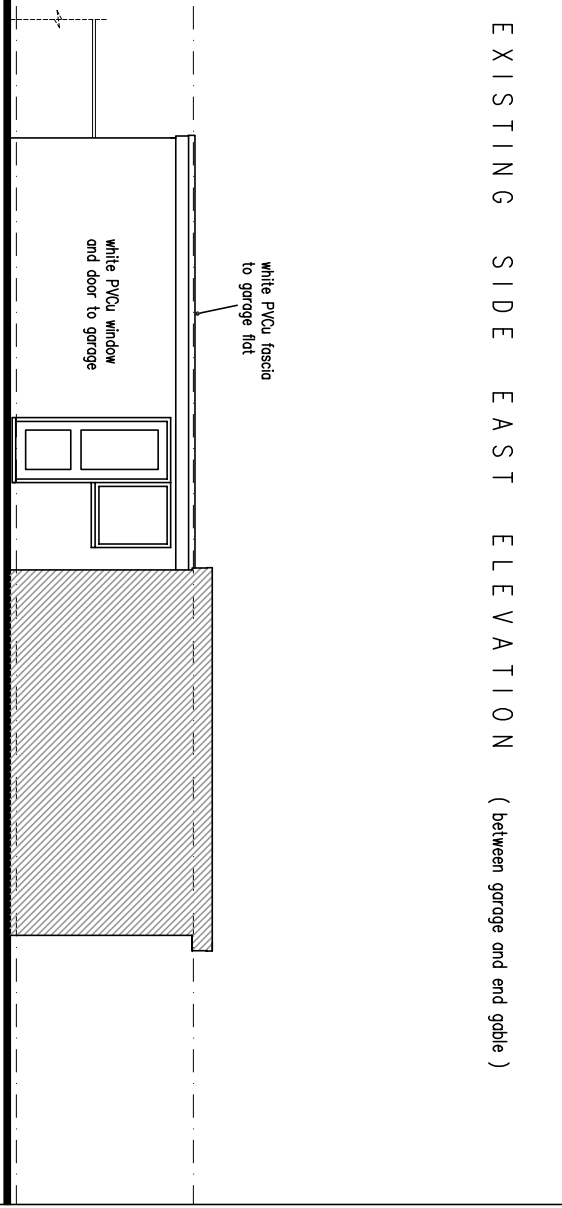 EXISTING SIDE EAST ELEVATION ( between garage and end gable )
white PVCu fascia
to garage flat
white PVCu window
and door to garage